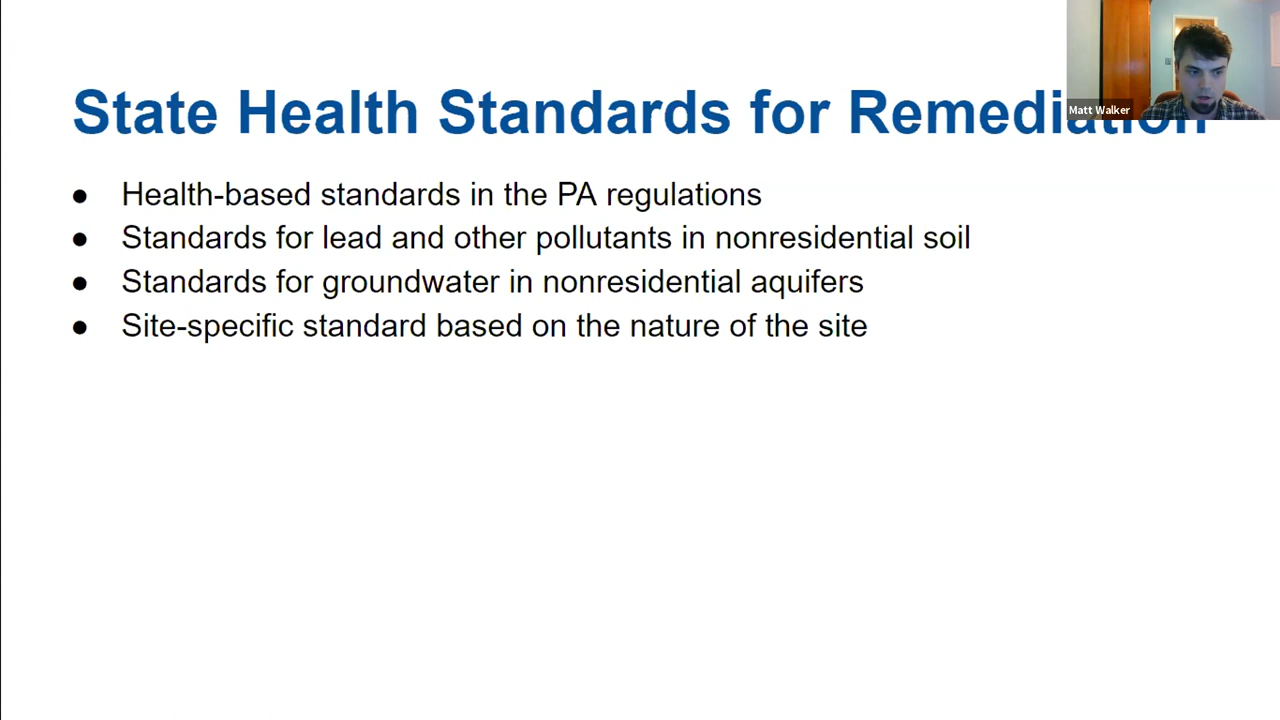 State Health Standards for Remediation
Matt Walker
● Health-based standards in the PA regulations
● Standards for lead and other pollutants in nonresidential soil
● Standards for groundwater in nonresidential aquifers
● Site-specific standard based on the nature of the site